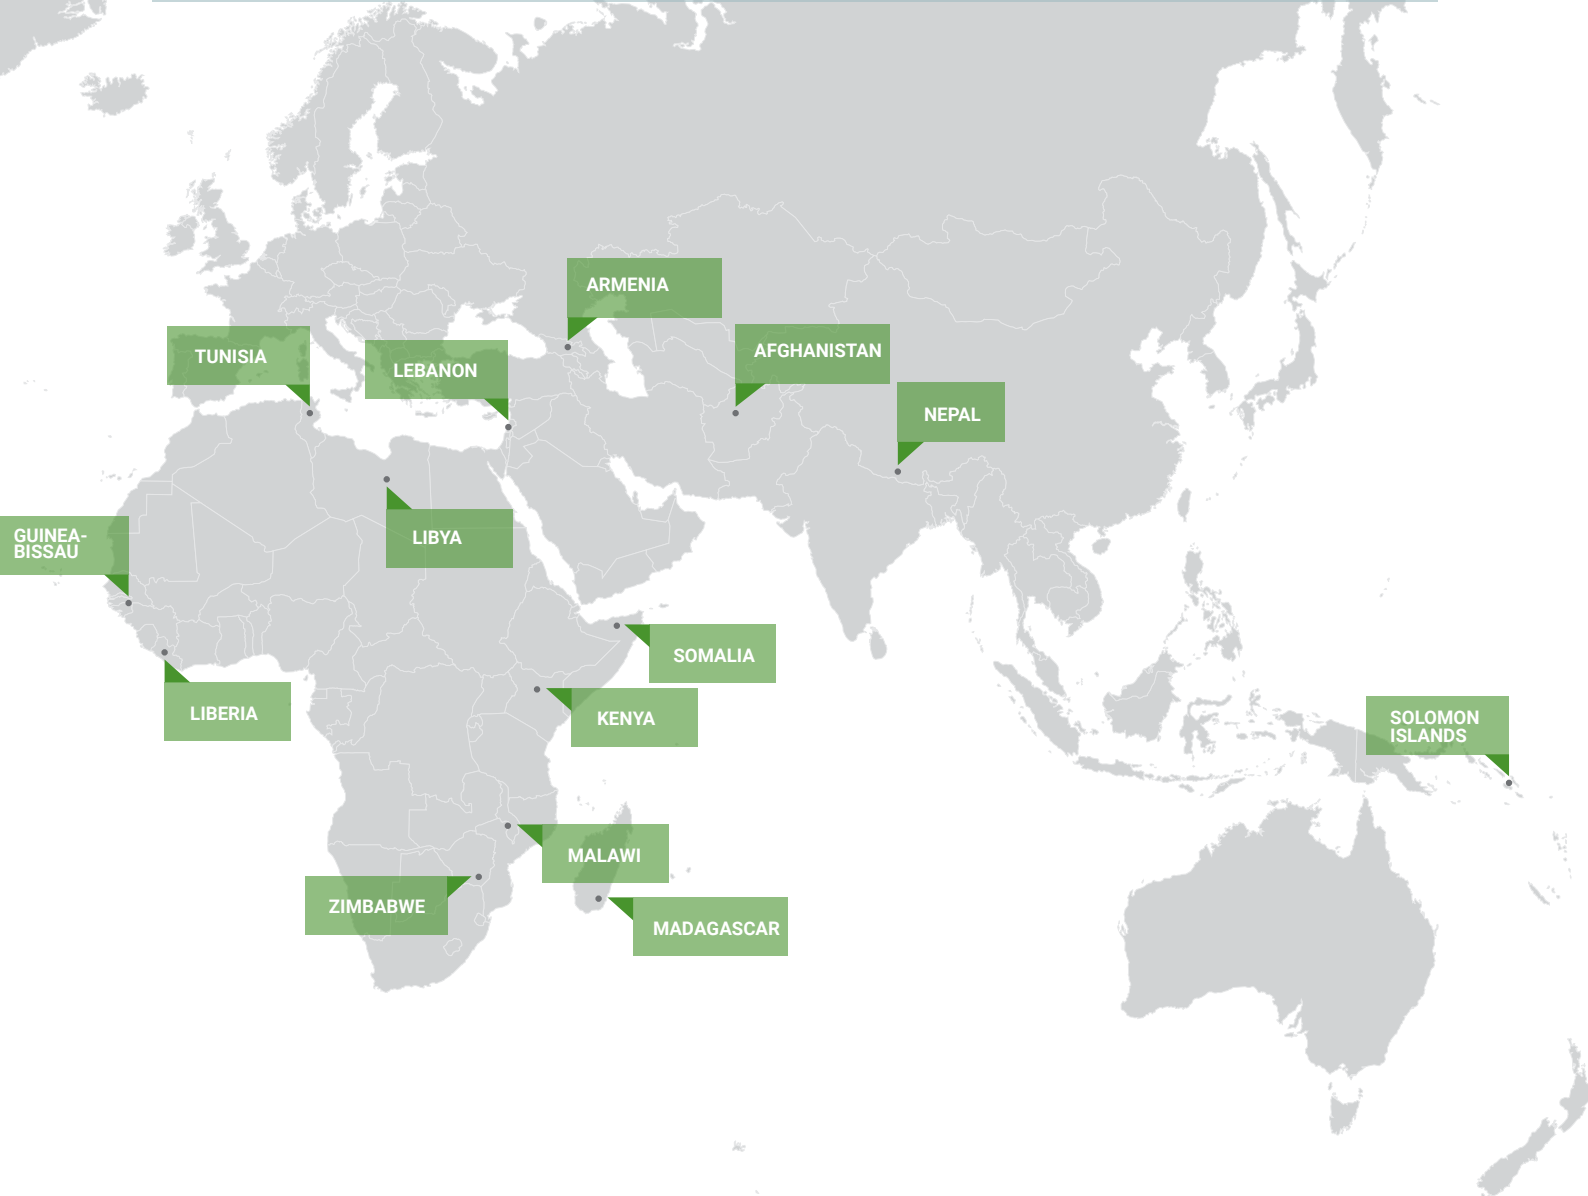 ARMENIA
TUNISIA
LEBANON
AFGHANISTAN
NEPAL
GUINEA-
BISSAU
LIBYA
SOMALIA
LIBERIA
KENYA
SOLOMON
ISLANDS
MALAWI
ZIMBABWE
MADAGASCAR